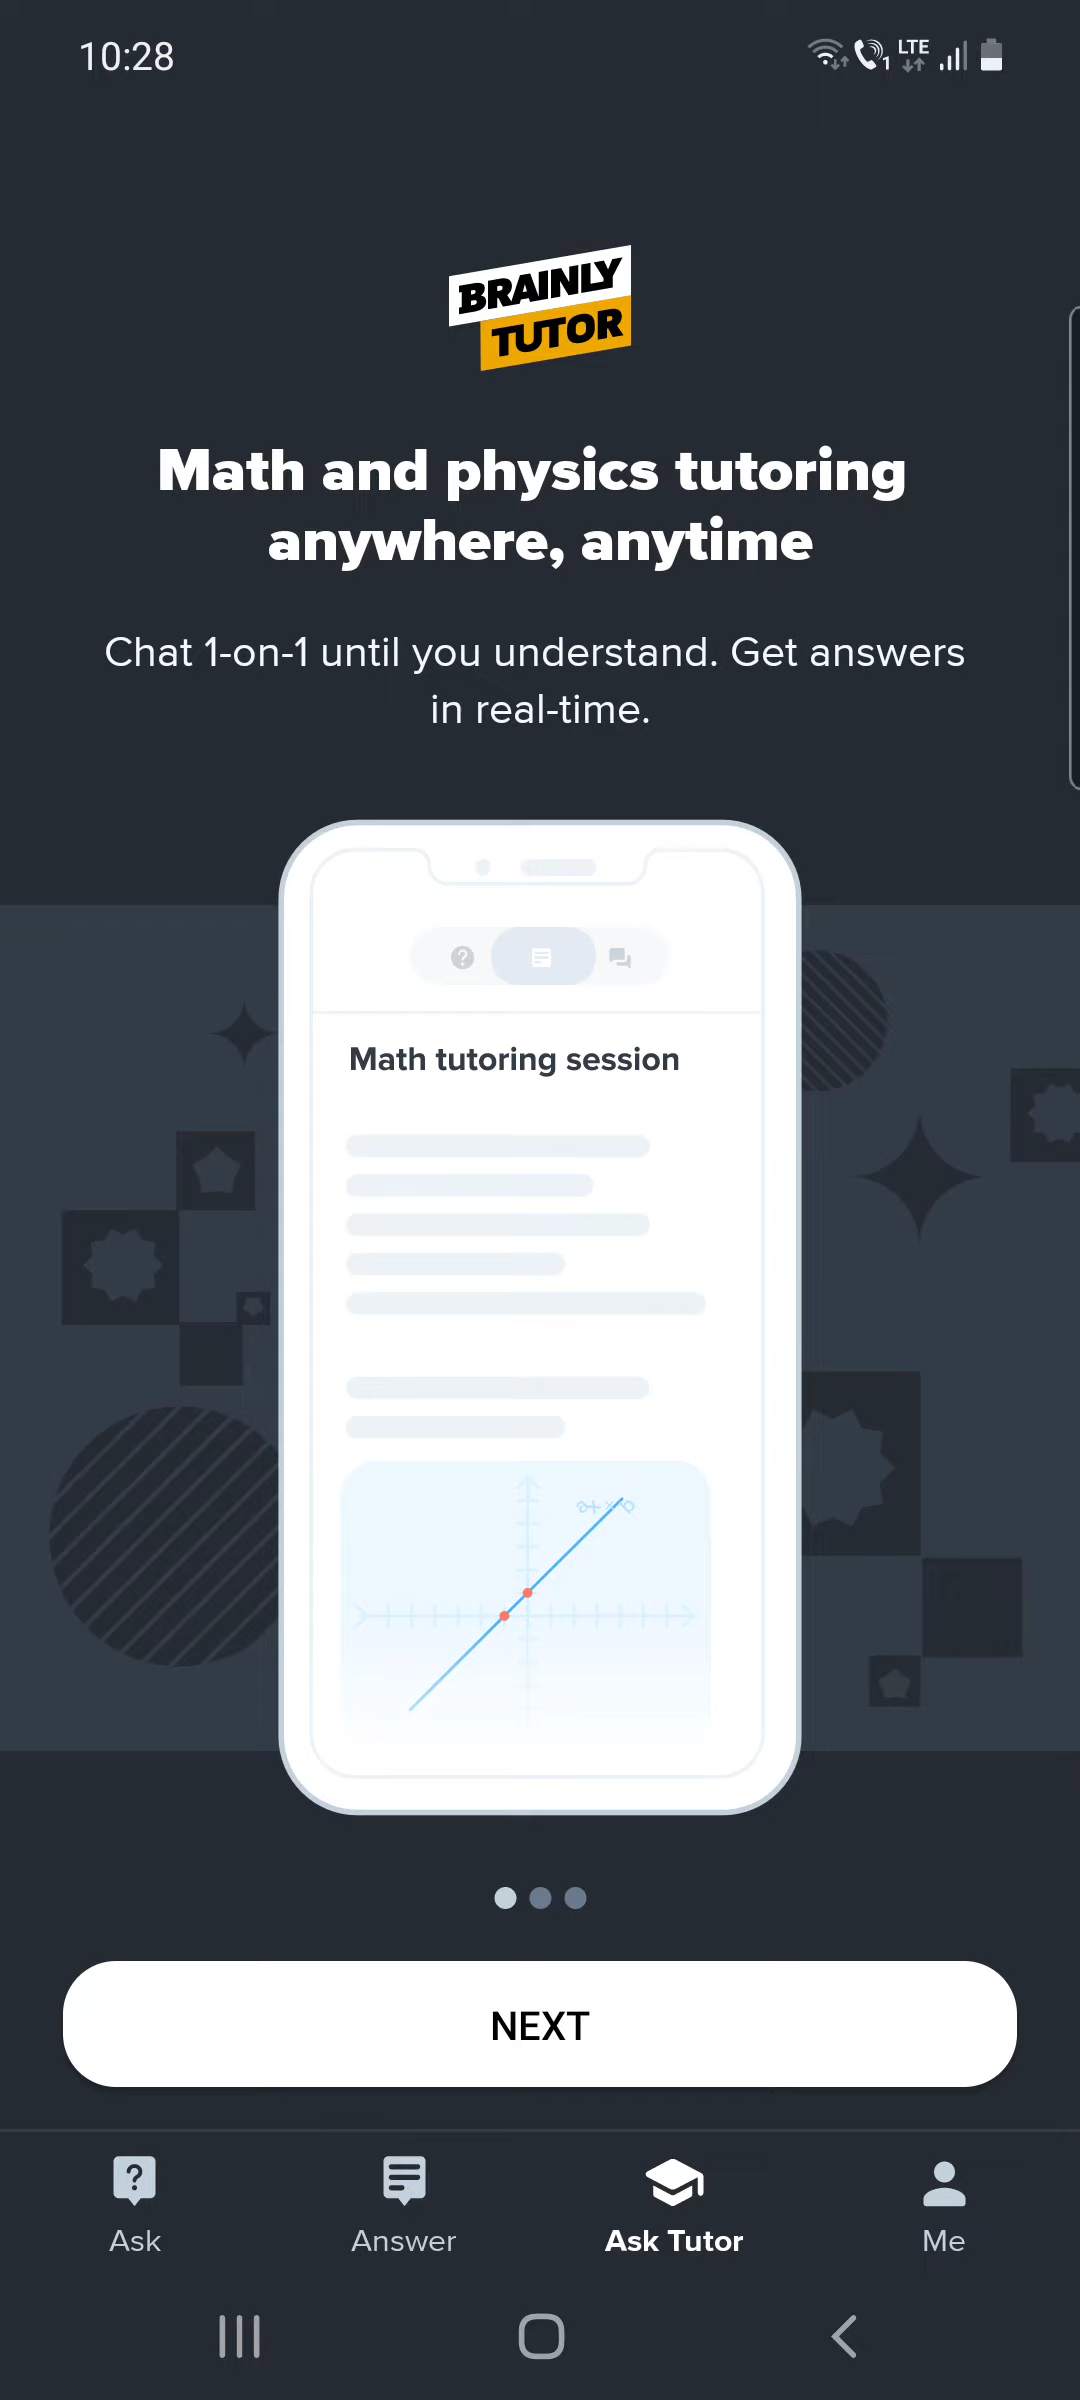 10:28
LTE
1
BRAINLY
TUTOR
Math and physics tutoring
anywhere, anytime
Chat 1-on-1 until you understand. Get answers
in real-time.
Math tutoring session
NEXT
Ask
Answer
Ask Tutor
Me